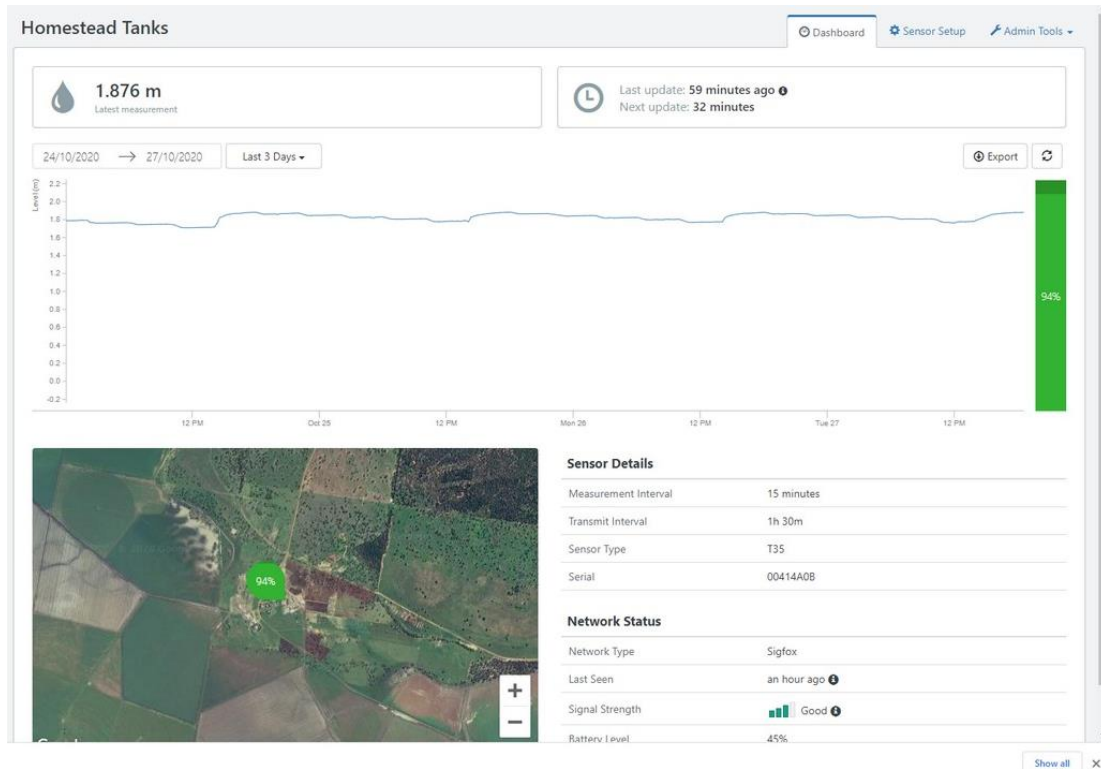 Homestead Tanks
Dashboard
Sensor Setup
Admin Tools
1.876 m
Latest measurement
Last update: 59 minutes ago
Next update: 32 minutes
24/10/2020 → 27/10/2020
Last 3 Days
Export
Level (m)
2.2
2.0
1.8
1.6
1.4
1.2
1.0
0.8
0.6
0.4
0.2
0.0
-0.2
94%
12 PM
Oct 25
12 PM
Mon 26
12 PM
Tue 27
12 PM
94%
+
−
Sensor Details
Measurement Interval 15 minutes
Transmit Interval 1h 30m
Sensor Type T35
Serial 00414A0B
Network Status
Network Type Sigfox
Last Seen an hour ago
Signal Strength Good
Battery Level 45%
Show all